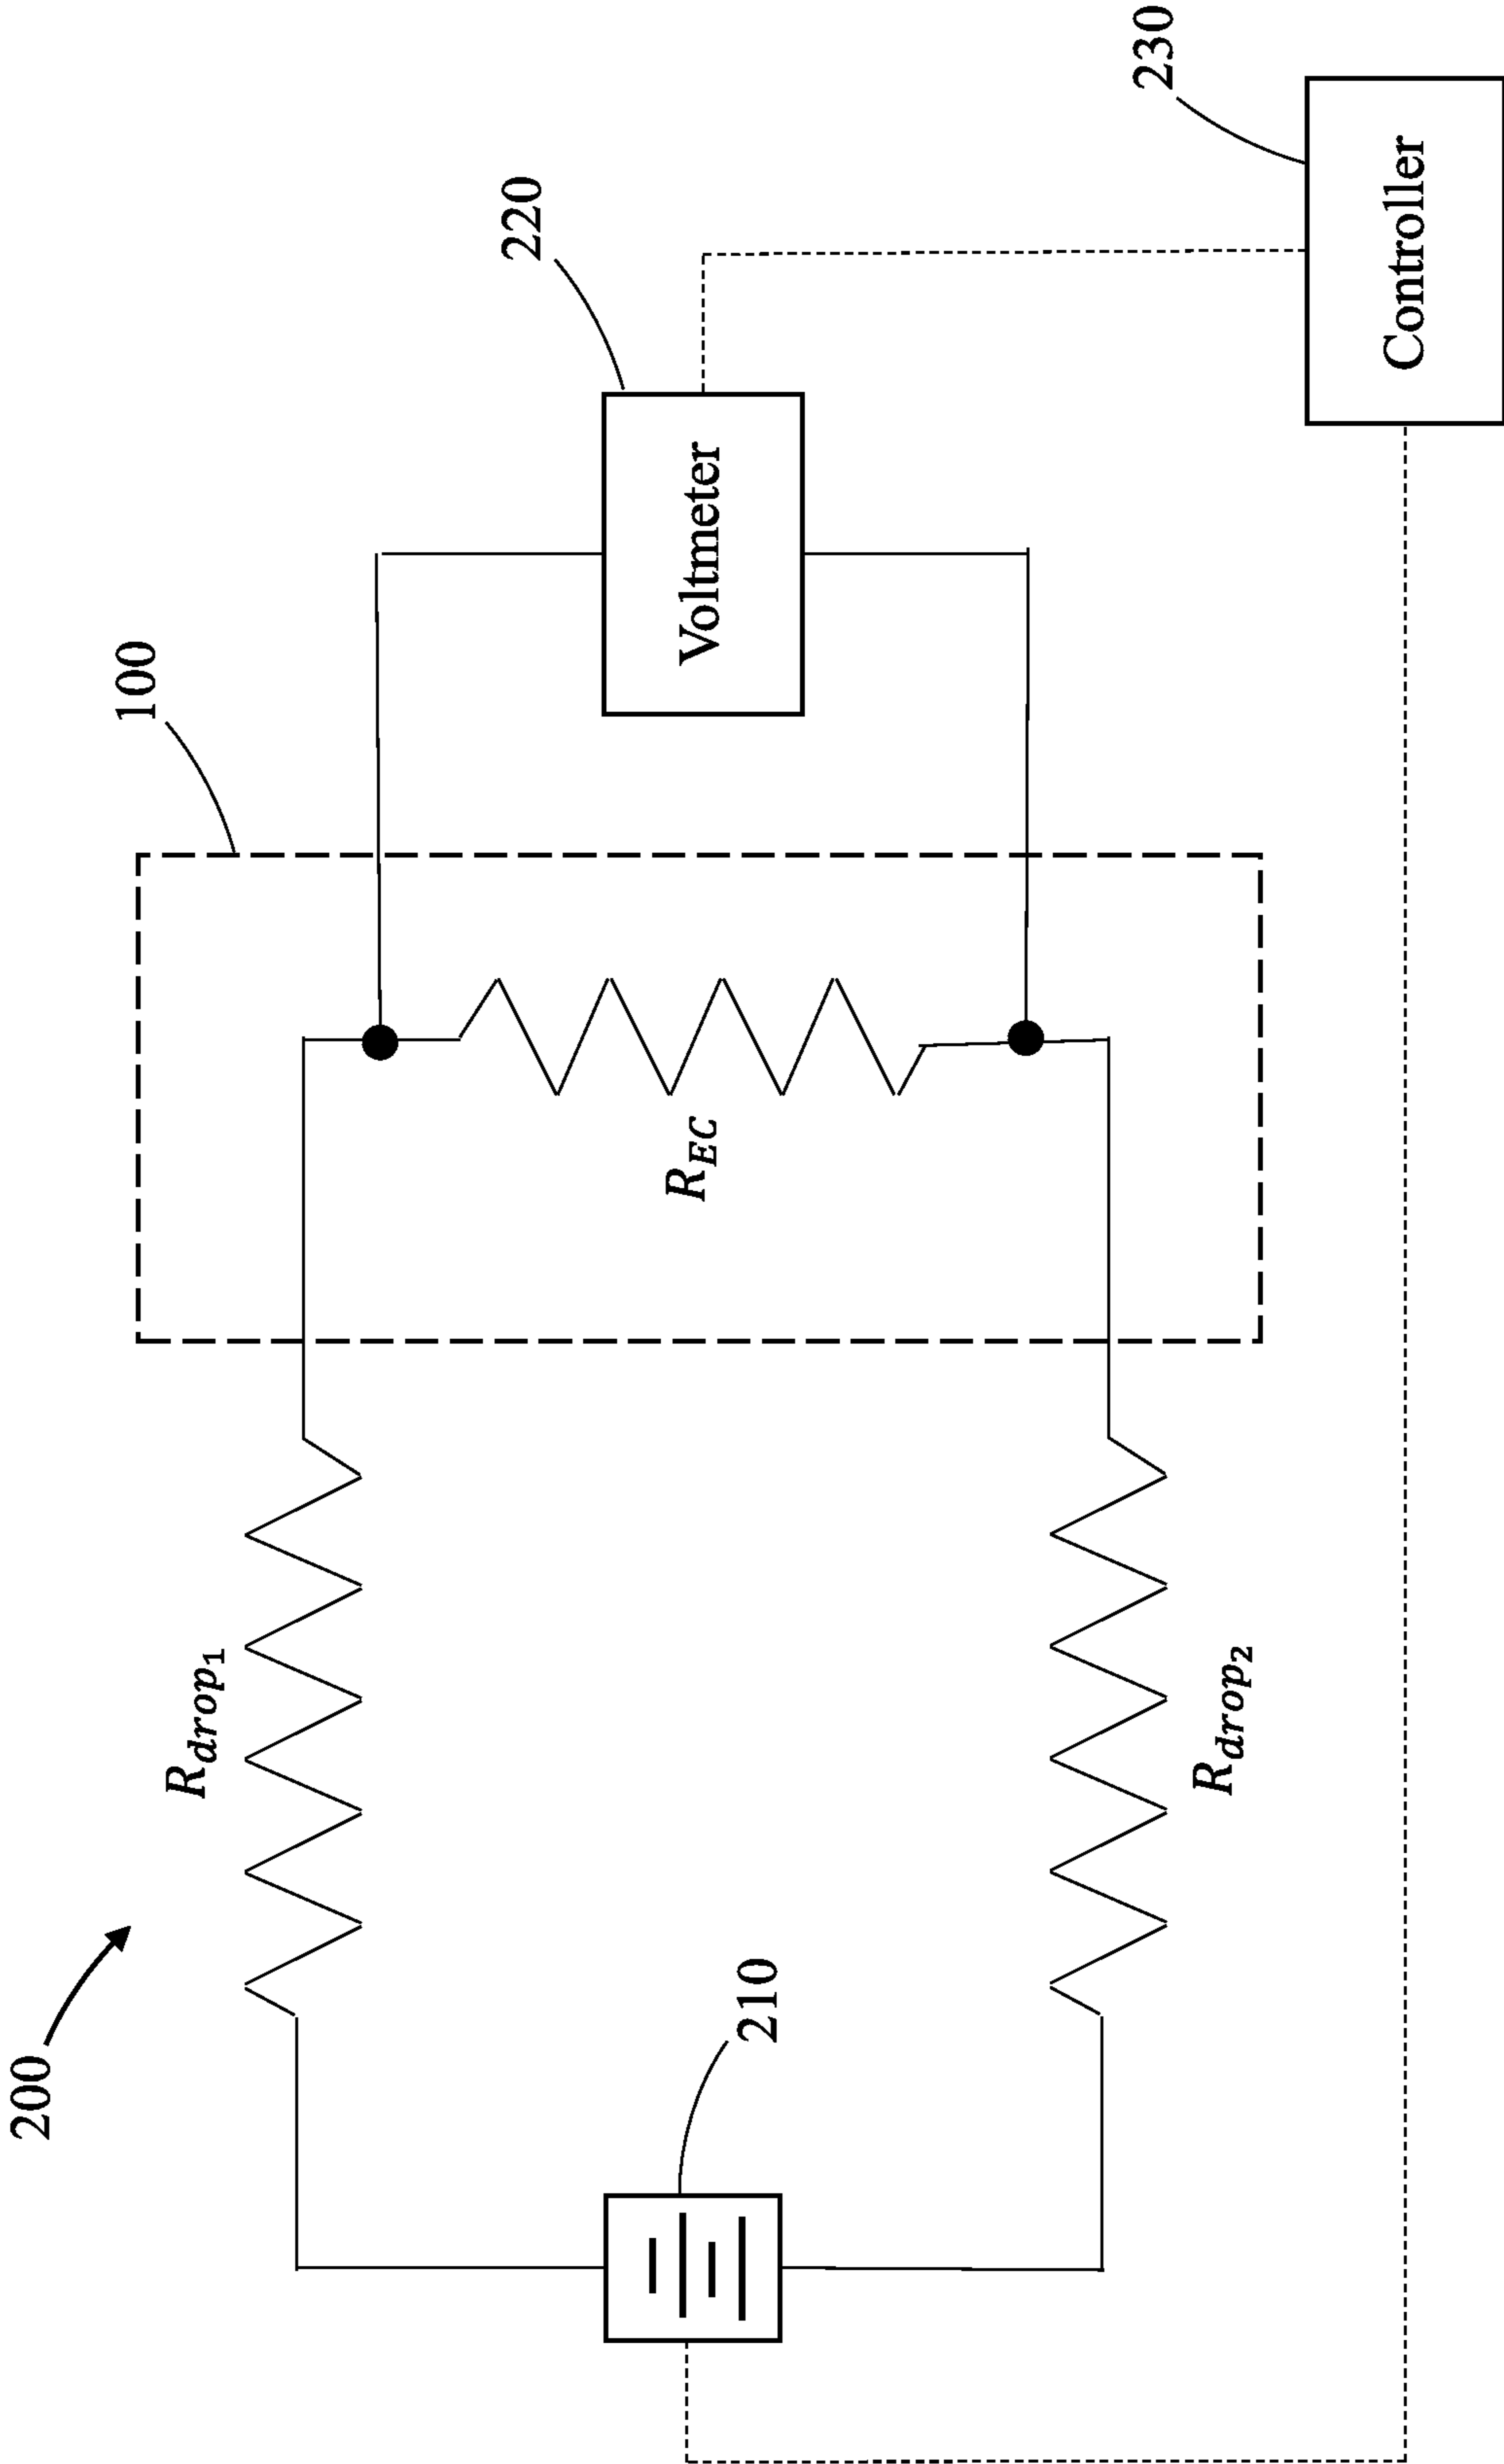 200
R_drop₁
100
220
230
210
R_EC
Voltmeter
R_drop₂
Controller